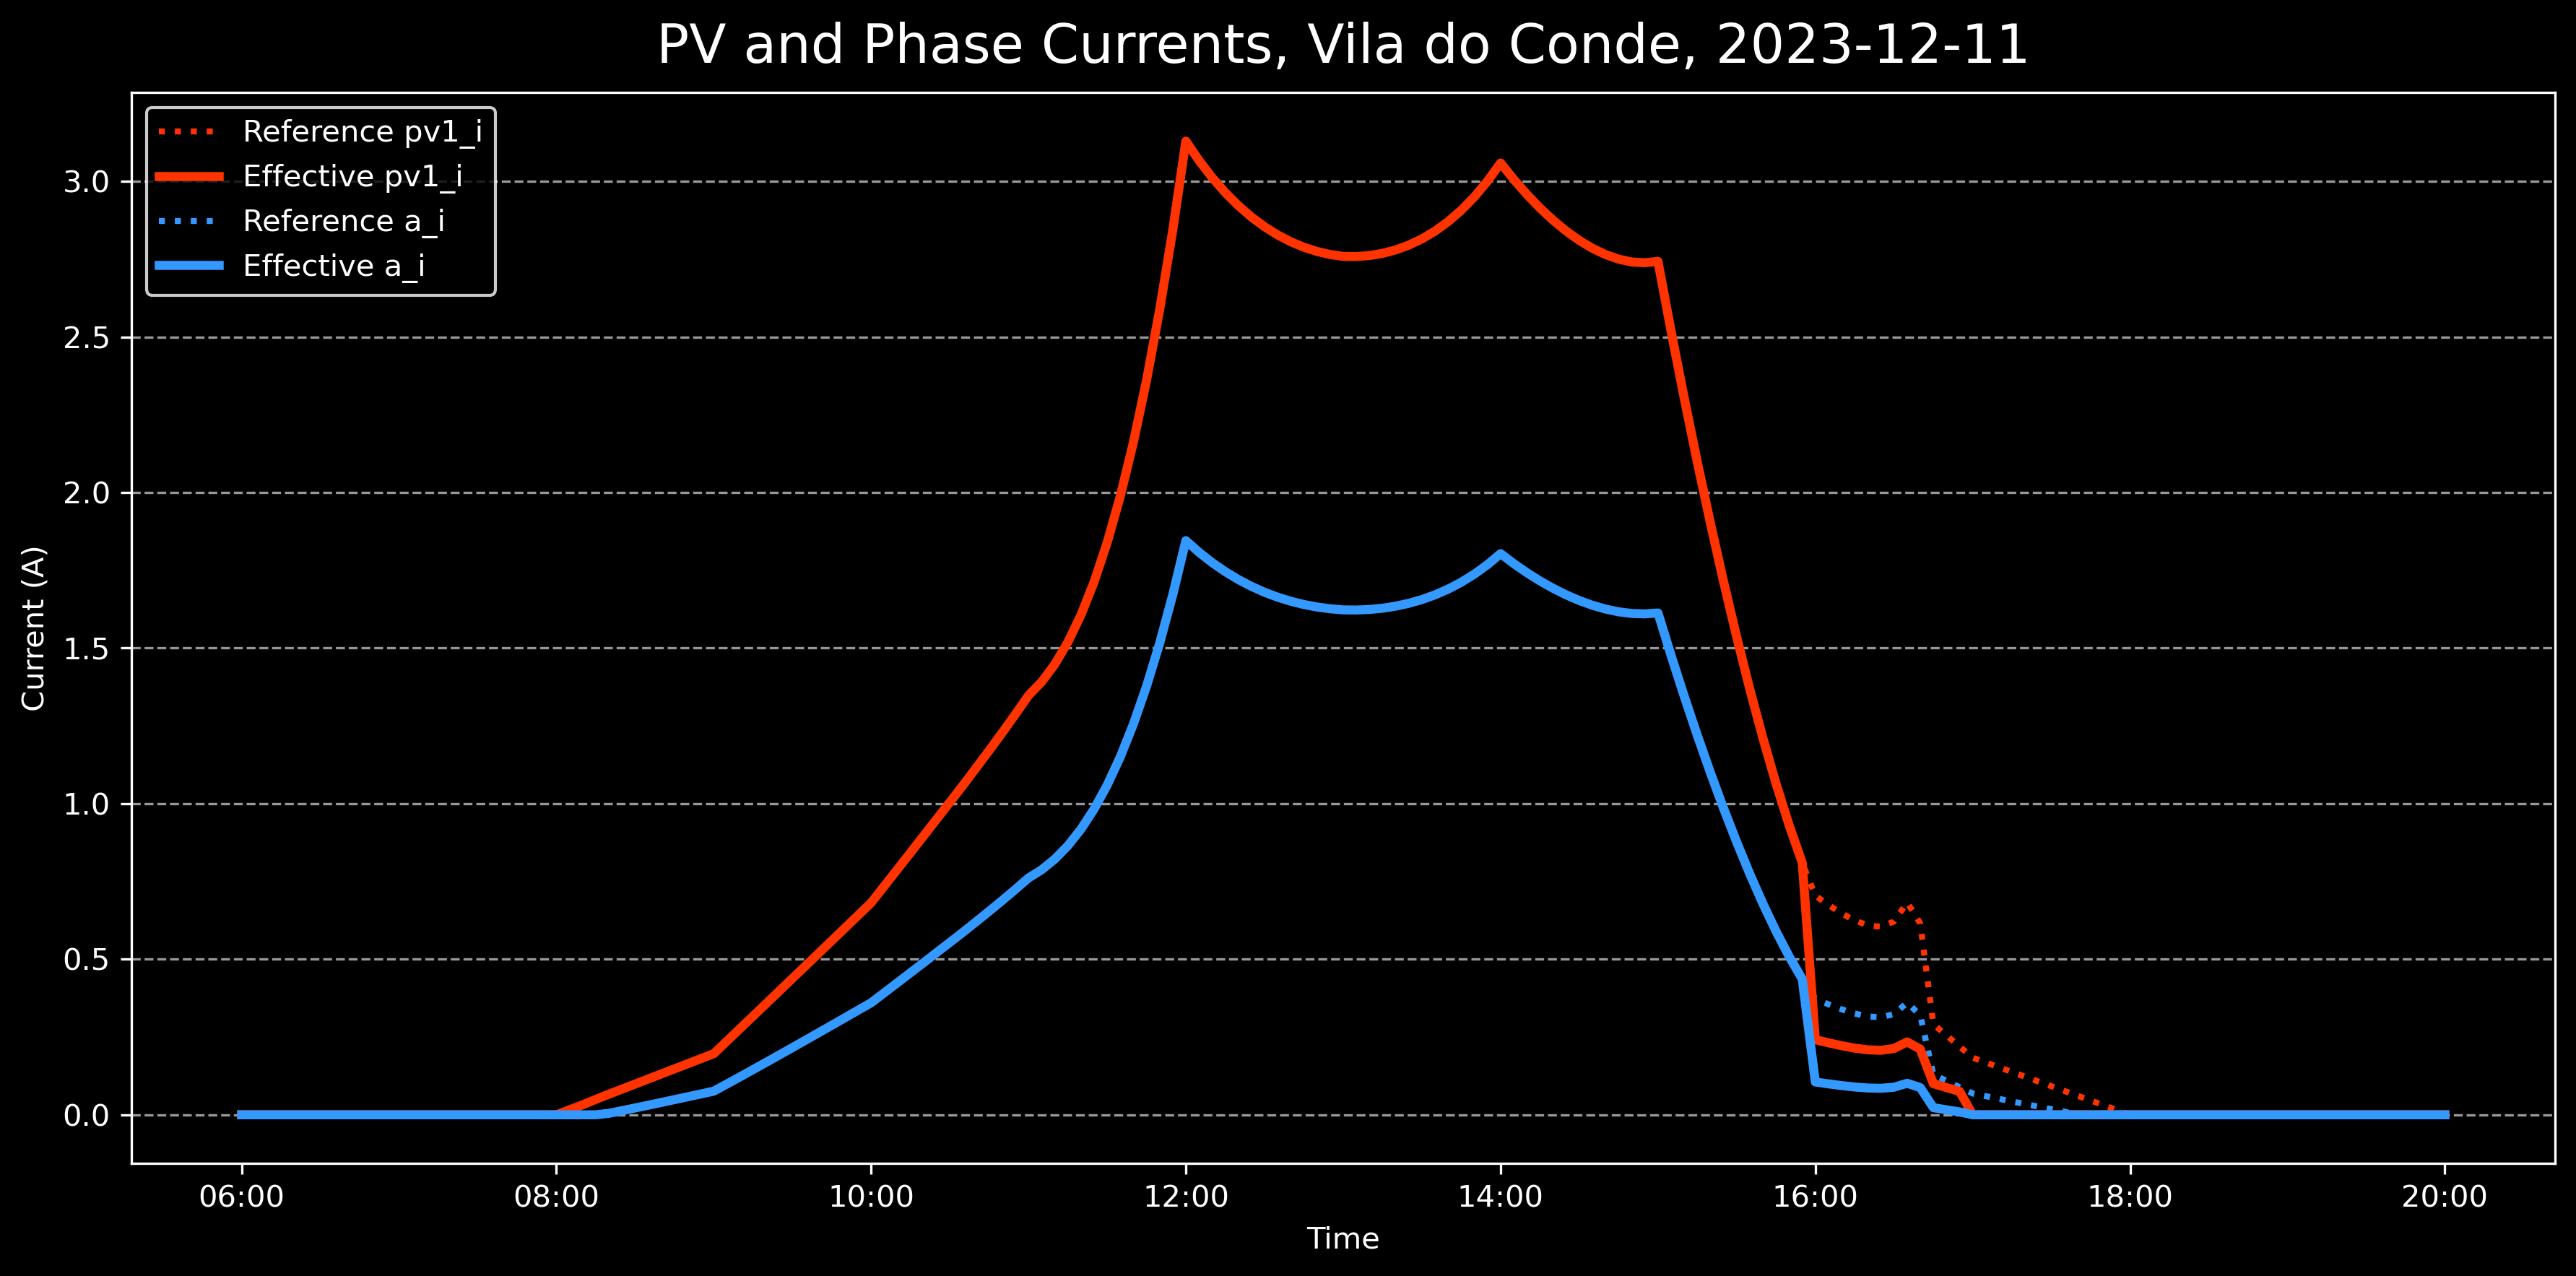 PV and Phase Currents, Vila do Conde, 2023-12-11
Reference pv1_i
Effective pv1_i
Reference a_i
Effective a_i
3.0
2.5
2.0
1.5
1.0
0.5
0.0
Current (A)
06:00 08:00 10:00 12:00 14:00 16:00 18:00 20:00
Time